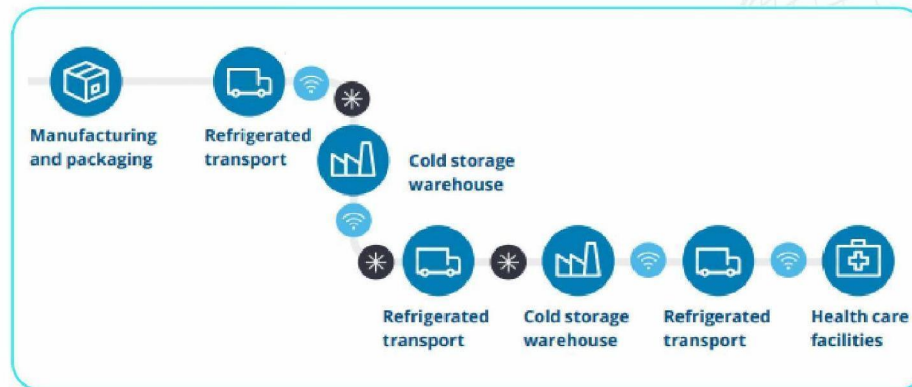 Manufacturing
and packaging
Refrigerated
transport
Cold storage
warehouse
Refrigerated
transport
Cold storage
warehouse
Refrigerated
transport
Health care
facilities